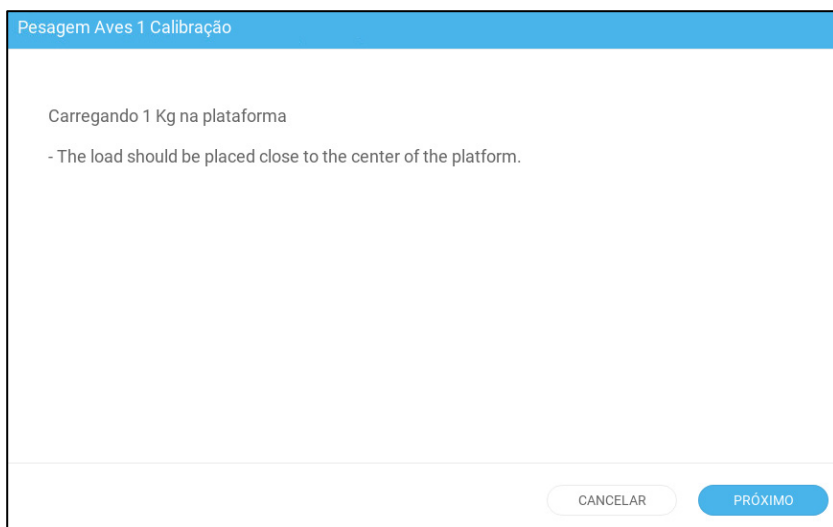 Pesagem Aves 1 Calibração
Carregando 1 Kg na plataforma
- The load should be placed close to the center of the platform.
CANCELAR
PRÓXIMO